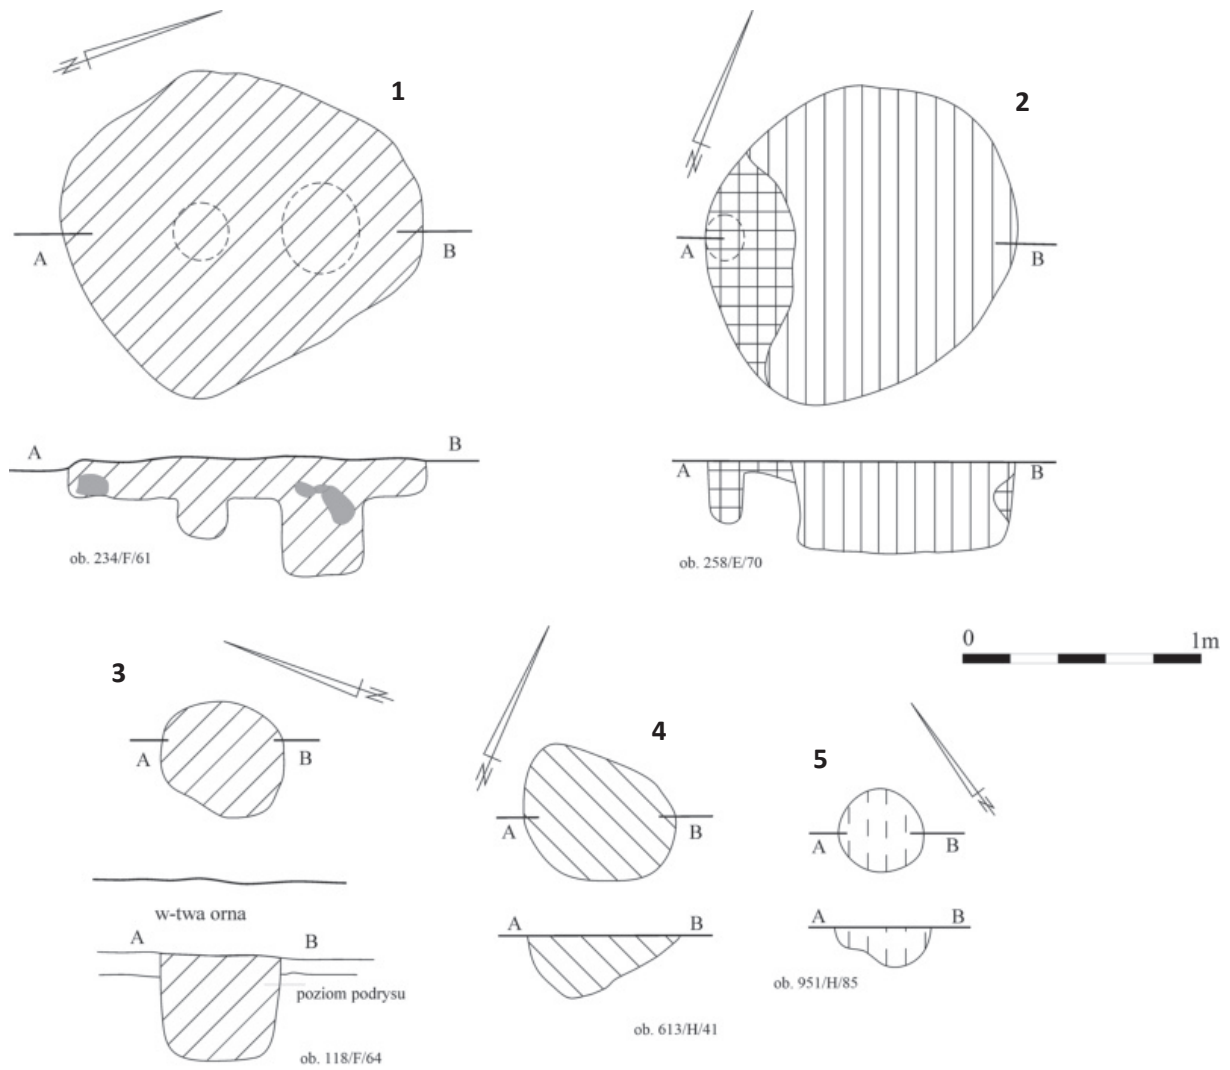 N
1
A
B
A
B
ob. 234/F/61
N
2
A
B
A
B
ob. 258/E/70
0 1m
3
N
A
B
w-twa orna
A
B
poziom podrysu
ob. 118/F/64
N
4
A
B
A
B
ob. 613/H/41
5
N
A
B
A
B
ob. 951/H/85